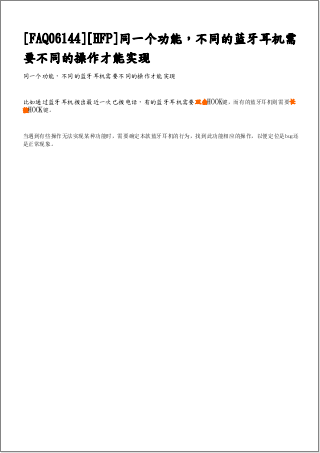 [FAQ06144][HFP]同一个功能，不同的蓝牙耳机需
要不同的操作才能实现
同一个功能，不同的蓝牙耳机需要不同的操作才能实现
比如通过蓝牙耳机拨出最近一次已拨电话，有的蓝牙耳机需要双击HOOK键，而有的蓝牙耳机则需要长
按HOOK键。
当遇到有些操作无法实现某种功能时，需要确定本款蓝牙耳机的行为，找到此功能相应的操作，以便定位是bug还
是正常现象。